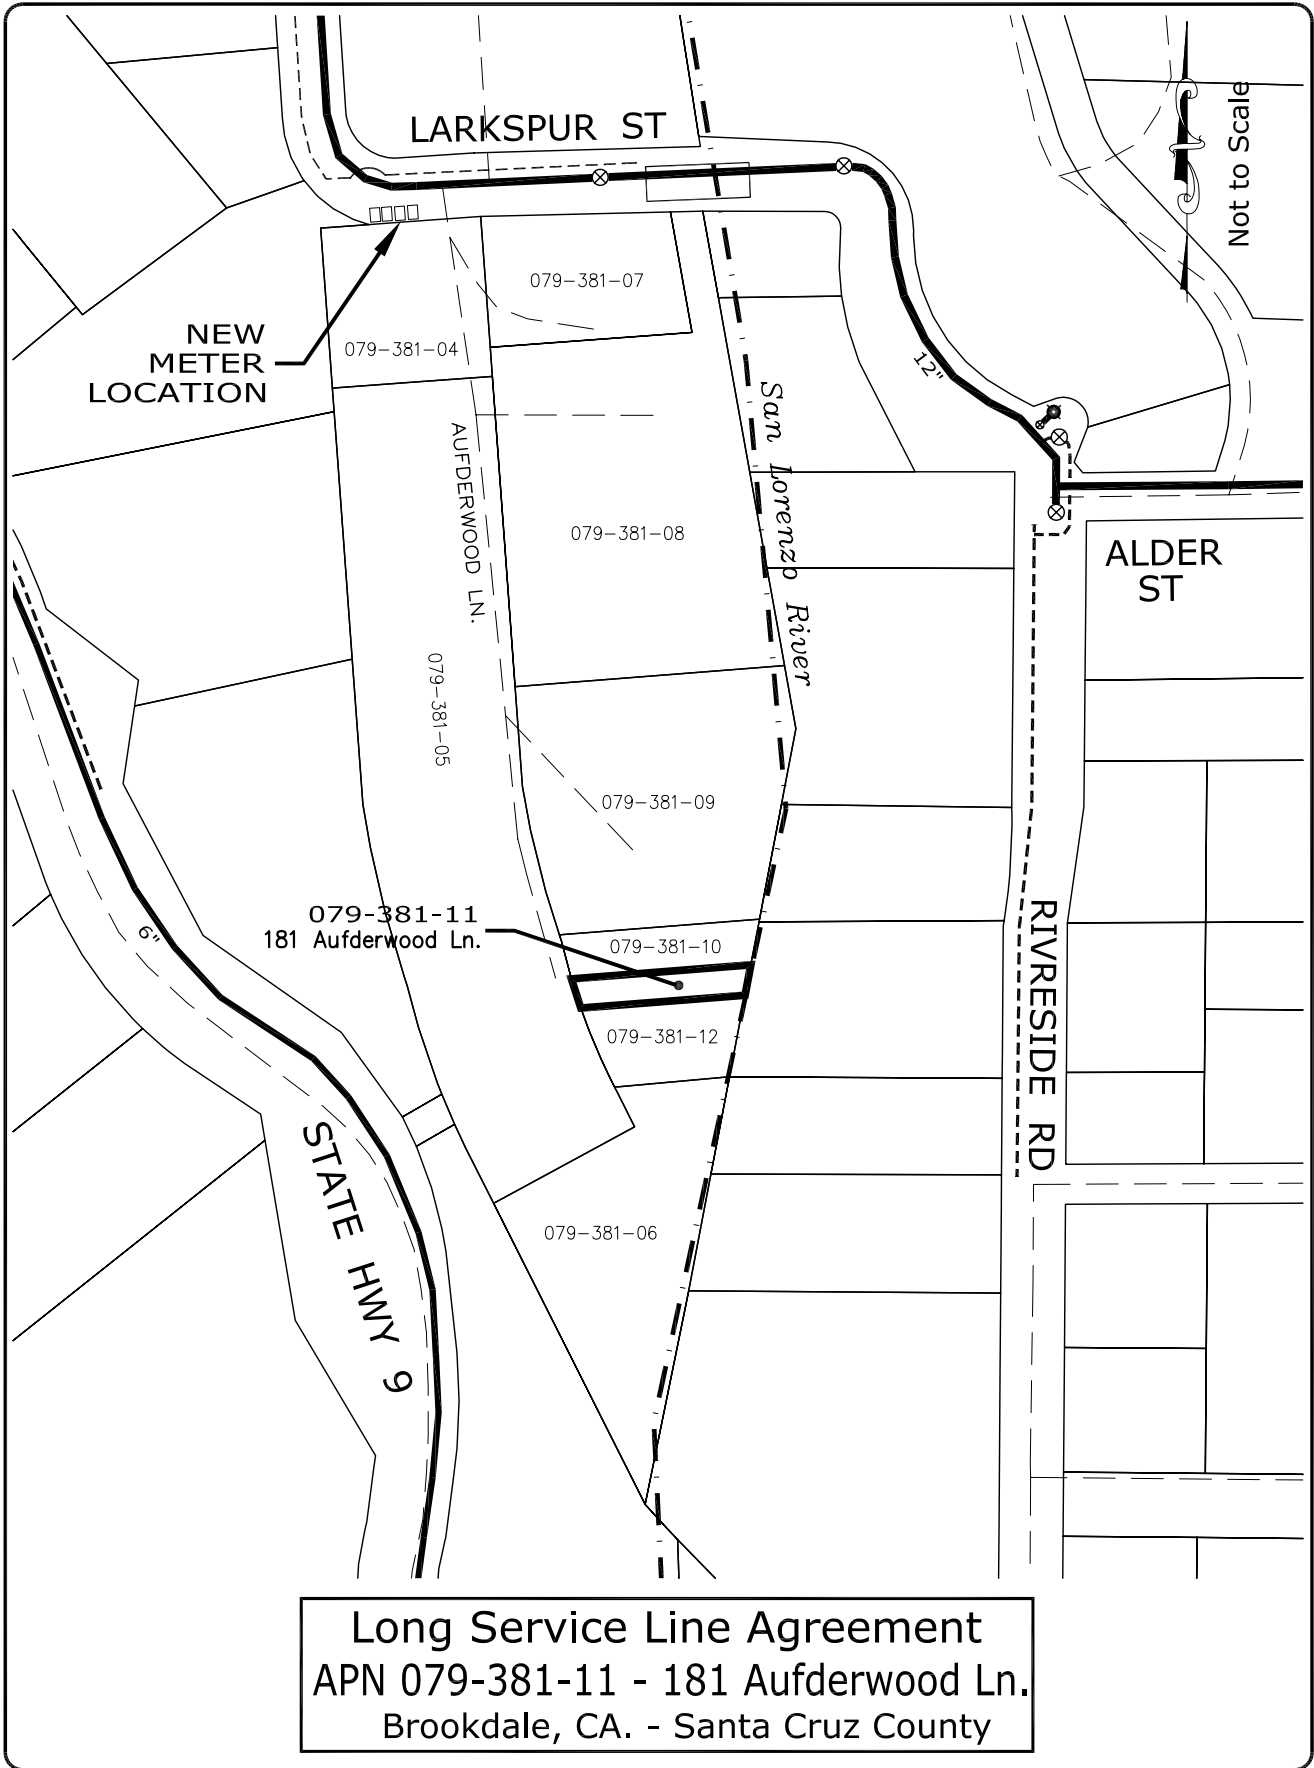 LARKSPUR ST
Not to Scale
NEW
METER
LOCATION
079-381-07
079-381-04
12"
San Lorenzo River
AUFDERWOOD LN.
079-381-08
ALDER
ST
079-381-05
079-381-09
079-381-11
181 Aufderwood Ln.
6"
079-381-10
RIVRESIDE RD
079-381-12
STATE HWY 9
079-381-06
Long Service Line Agreement
APN 079-381-11 - 181 Aufderwood Ln.
Brookdale, CA. - Santa Cruz County